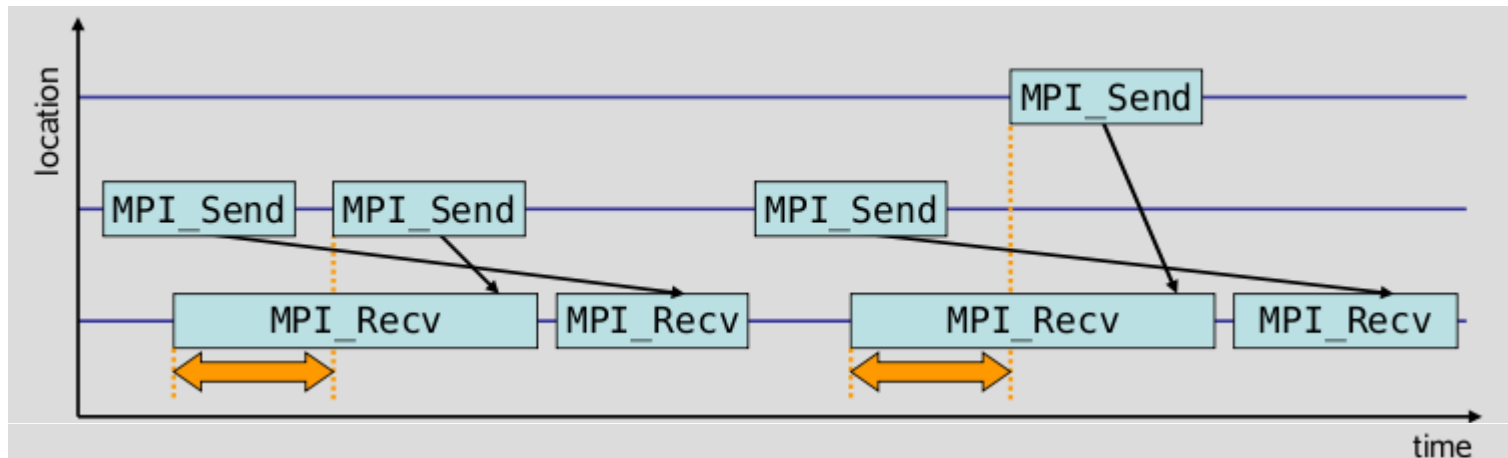 location
MPI_Send
MPI_Send MPI_Send MPI_Send
MPI_Recv MPI_Recv MPI_Recv MPI_Recv
time